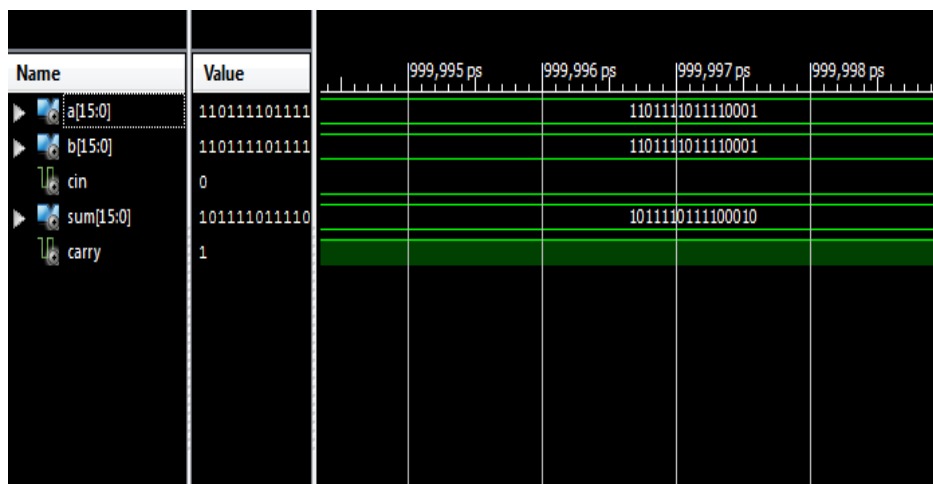 Name Value 999,995 ps 999,996 ps 999,997 ps 999,998 ps
a[15:0] 110111101111 1101111011110001
b[15:0] 110111101111 1101111011110001
cin 0
sum[15:0] 101111011110 1011110111100010
carry 1